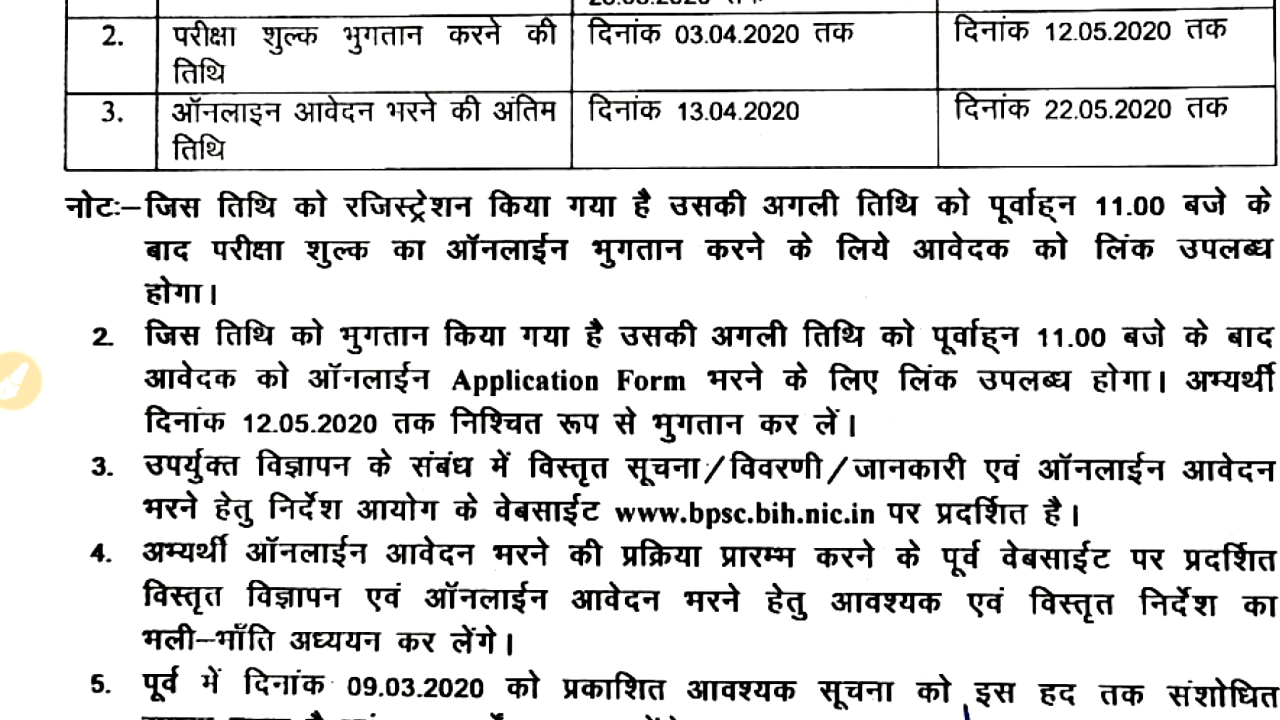 2. परीक्षा शुल्क भुगतान करने की दिनांक 03.04.2020 तक दिनांक 12.05.2020 तक
तिथि
3. ऑनलाइन आवेदन भरने की अंतिम दिनांक 13.04.2020 दिनांक 22.05.2020 तक
तिथि
नोटः–जिस तिथि को रजिस्ट्रेशन किया गया है उसकी अगली तिथि को पूर्वाह्न 11.00 बजे के
बाद परीक्षा शुल्क का ऑनलाईन भुगतान करने के लिये आवेदक को लिंक उपलब्ध
होगा।
2. जिस तिथि को भुगतान किया गया है उसकी अगली तिथि को पूर्वाह्न 11.00 बजे के बाद
आवेदक को ऑनलाईन Application Form भरने के लिए लिंक उपलब्ध होगा। अभ्यर्थी
दिनांक 12.05.2020 तक निश्चित रूप से भुगतान कर लें।
3. उपर्युक्त विज्ञापन के संबंध में विस्तृत सूचना/विवरणी/जानकारी एवं ऑनलाईन आवेदन
भरने हेतु निर्देश आयोग के वेबसाईट www.bpsc.bih.nic.in पर प्रदर्शित है।
4. अभ्यर्थी ऑनलाईन आवेदन भरने की प्रक्रिया प्रारम्भ करने के पूर्व वेबसाईट पर प्रदर्शित
विस्तृत विज्ञापन एवं ऑनलाईन आवेदन भरने हेतु आवश्यक एवं विस्तृत निर्देश का
भली–भाँति अध्ययन कर लेंगे।
5. पूर्व में दिनांक 09.03.2020 को प्रकाशित आवश्यक सूचना को इस हद तक संशोधित